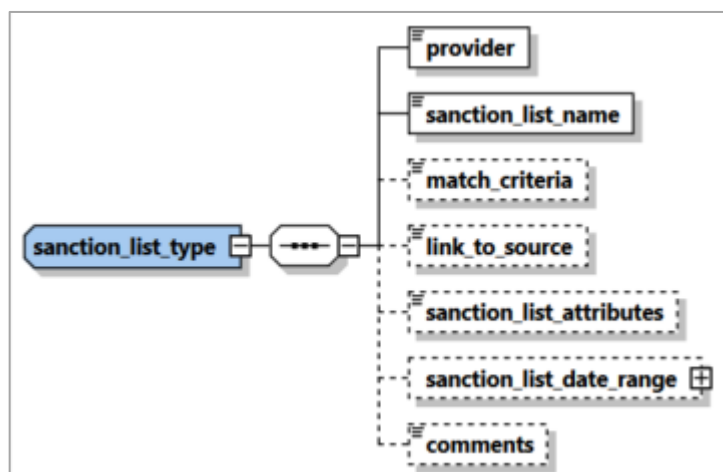 provider
sanction_list_name
match_criteria
sanction_list_type
link_to_source
sanction_list_attributes
sanction_list_date_range
comments